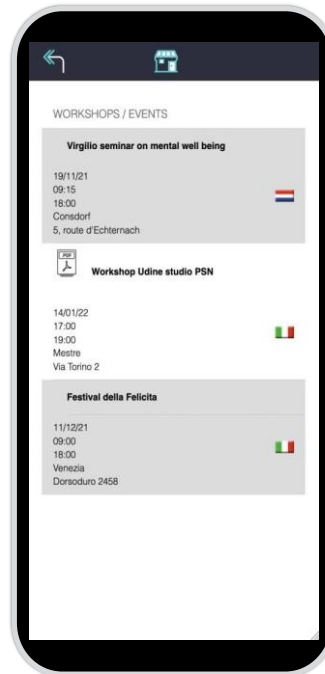 WORKSHOPS / EVENTS
Virgilio seminar on mental well being
19/11/21
09:15
18:00
Consdorf
5, route d'Echternach
PDF
Workshop Udine studio PSN
14/01/22
17:00
19:00
Mestre
Via Torino 2
Festival della Felicita
11/12/21
09:00
18:00
Venezia
Dorsoduro 2458